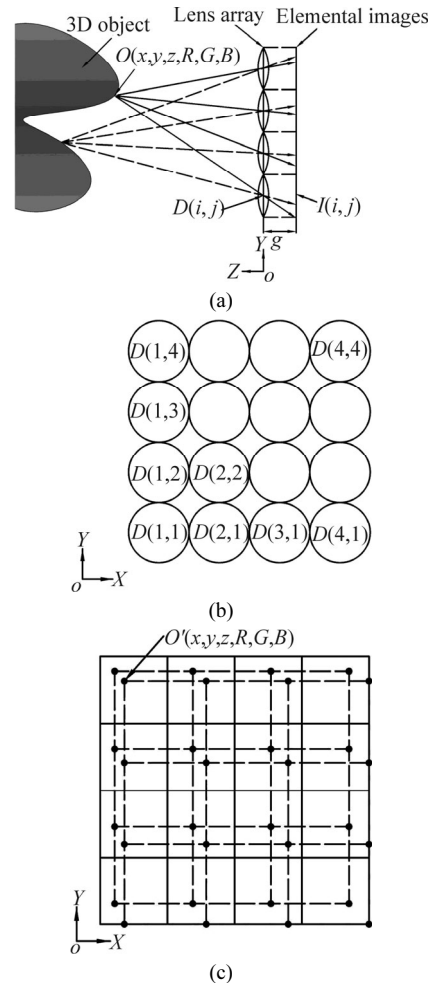 Lens array Elemental images
3D object
O(x,y,z,R,G,B)
D(i,j)
I(i,j)
g
Y
Z o
(a)
D(1,4) D(4,4)
D(1,3)
D(1,2) D(2,2)
D(1,1) D(2,1) D(3,1) D(4,1)
Y
o X
(b)
O'(x,y,z,R,G,B)
Y
o X
(c)